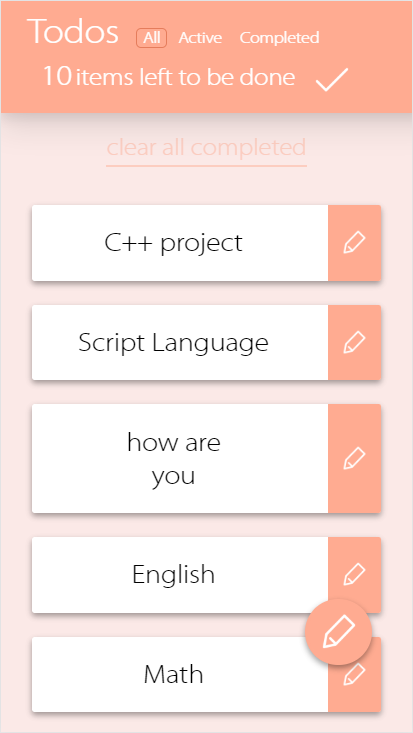 Todos All Active Completed
10 items left to be done
clear all completed
C++ project
Script Language
how are
you
English
Math